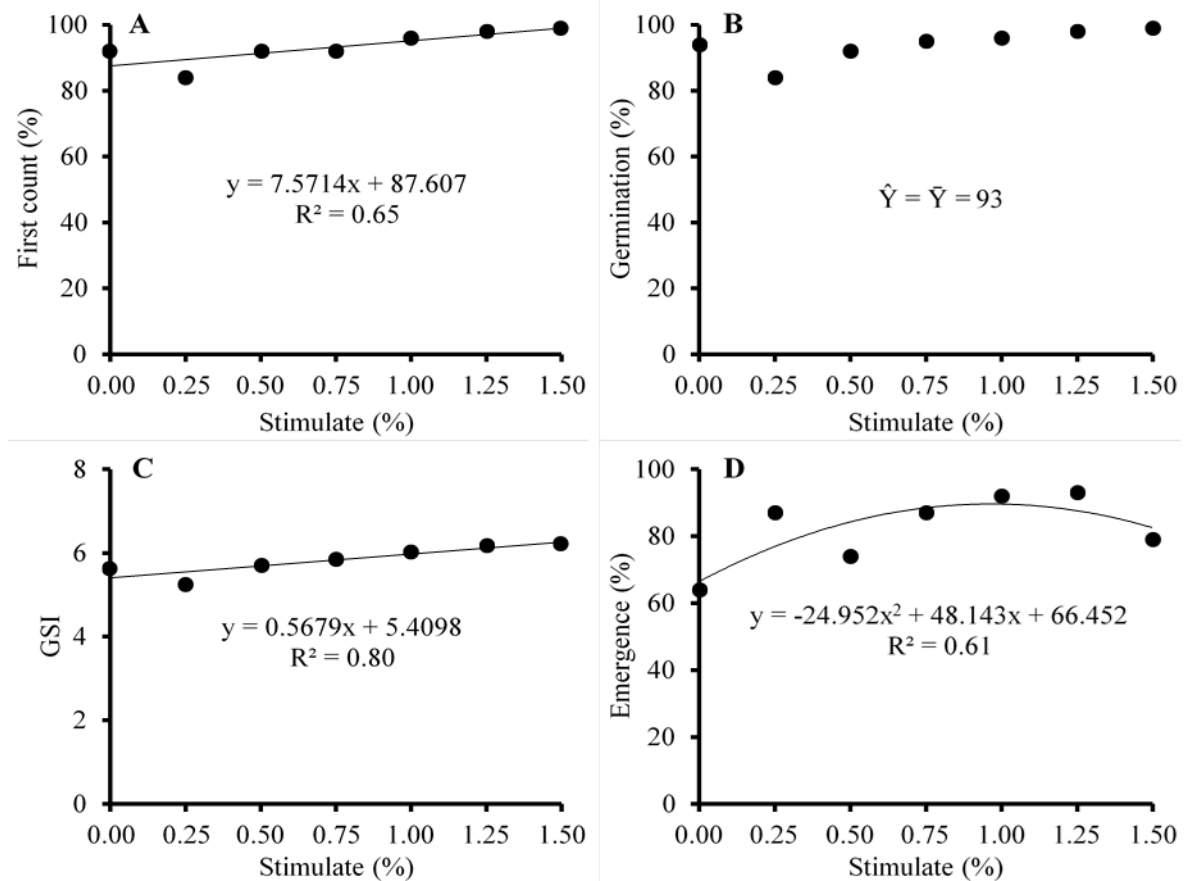 A
100
80
60
40
20
0
First count (%)
y = 7.5714x + 87.607
R² = 0.65
0.00 0.25 0.50 0.75 1.00 1.25 1.50
Stimulate (%)
B
100
80
60
40
20
0
Germination (%)
Ŷ = Ȳ = 93
0.00 0.25 0.50 0.75 1.00 1.25 1.50
Stimulate (%)
C
8
6
4
2
0
GSI
y = 0.5679x + 5.4098
R² = 0.80
0.00 0.25 0.50 0.75 1.00 1.25 1.50
Stimulate (%)
D
100
80
60
40
20
0
Emergence (%)
y = -24.952x² + 48.143x + 66.452
R² = 0.61
0.00 0.25 0.50 0.75 1.00 1.25 1.50
Stimulate (%)